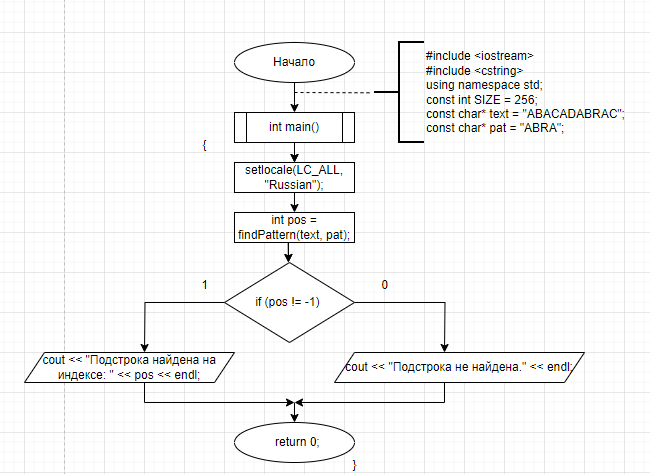 Начало
#include <iostream>
#include <cstring>
using namespace std;
const int SIZE = 256;
const char* text = "ABACADABRAC";
const char* pat = "ABRA";
int main()
{
setlocale(LC_ALL,
"Russian");
int pos =
findPattern(text, pat);
1
if (pos != -1)
0
cout << "Подстрока найдена на
индексе: " << pos << endl;
cout << "Подстрока не найдена." << endl;
return 0;
}